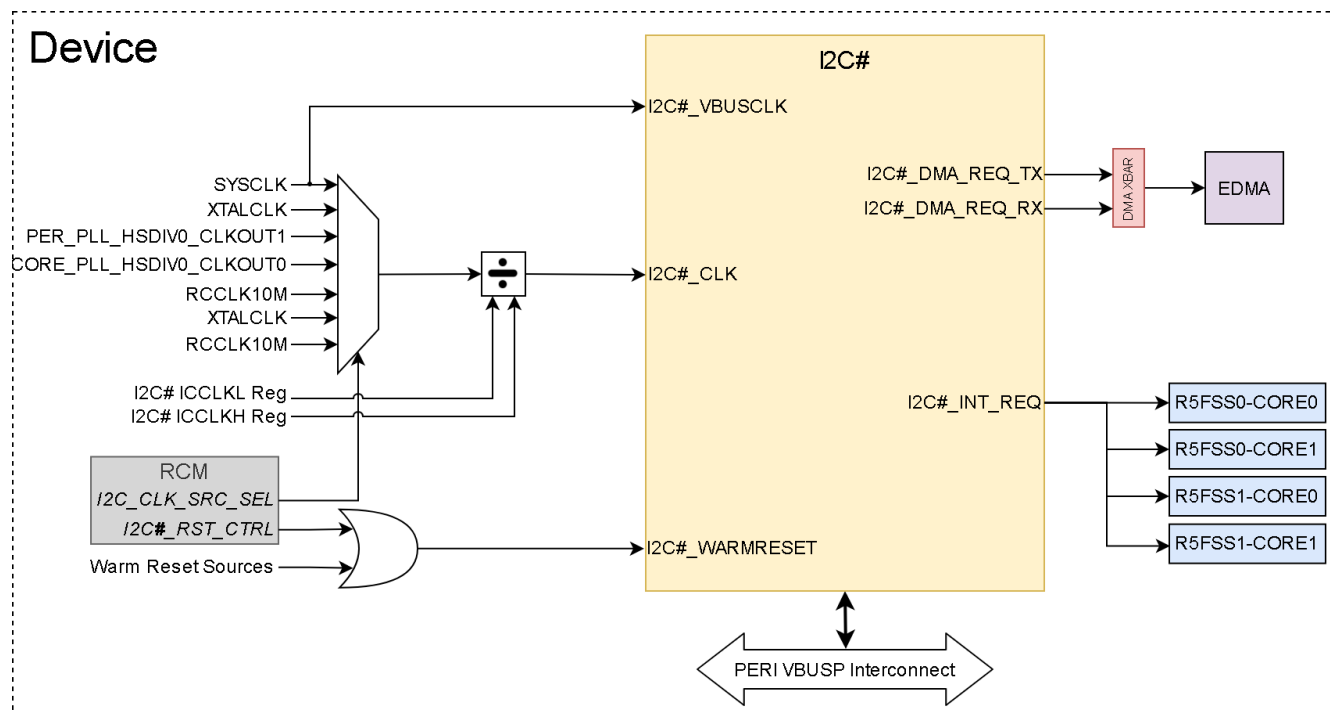 Device
I2C#
I2C#_VBUSCLK
SYSCLK
XTALCLK
PER_PLL_HSDIV0_CLKOUT1
CORE_PLL_HSDIV0_CLKOUT0
RCCLK10M
XTALCLK
RCCLK10M
I2C#_CLK
I2C# ICCLKL Reg
I2C# ICCLKH Reg
RCM
I2C_CLK_SRC_SEL
I2C#_RST_CTRL
Warm Reset Sources
I2C#_WARMRESET
I2C#_DMA_REQ_TX
I2C#_DMA_REQ_RX
DMA XBAR
EDMA
I2C#_INT_REQ
R5FSS0-CORE0
R5FSS0-CORE1
R5FSS1-CORE0
R5FSS1-CORE1
PERI VBUSP Interconnect